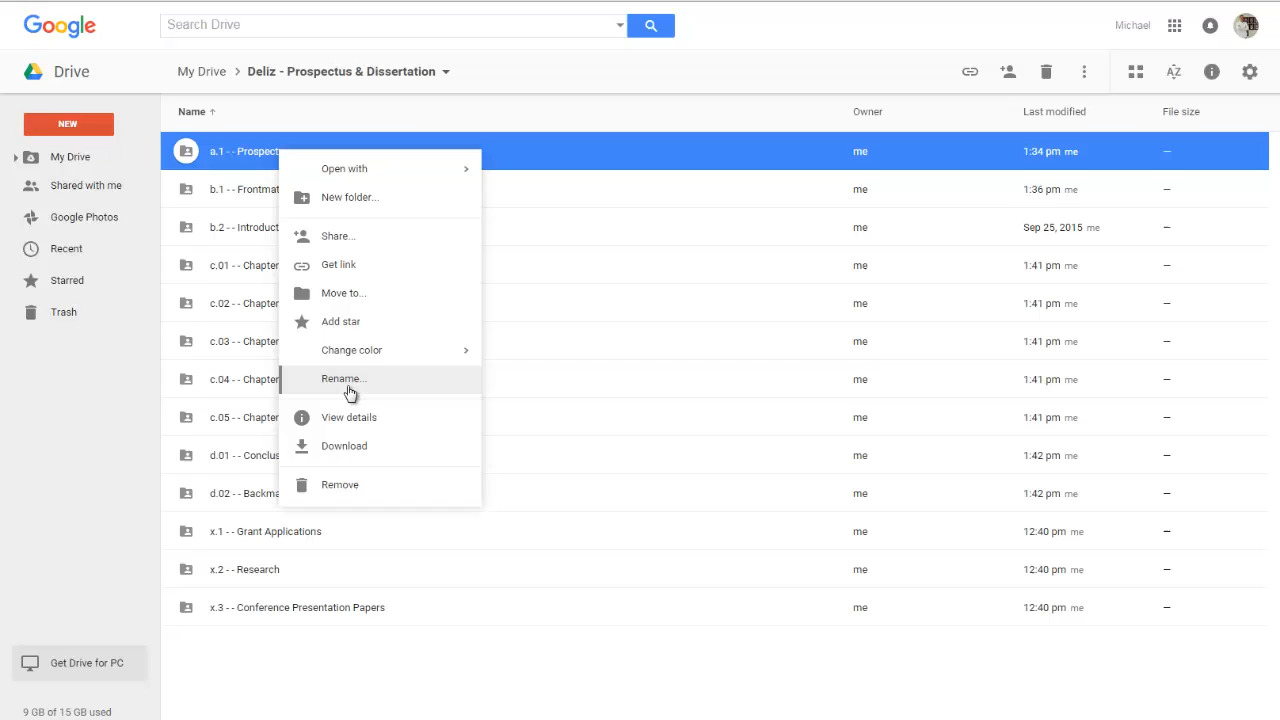 Google
Search Drive
Michael
Drive
My Drive > Deliz - Prospectus & Dissertation
AZ
NEW
My Drive
Shared with me
Google Photos
Recent
Starred
Trash
Get Drive for PC
9 GB of 15 GB used
Name ↑ Owner Last modified File size
a.1 - - Prospect me 1:34 pm me —
b.1 - - Frontmat me 1:36 pm me —
b.2 - - Introduct me Sep 25, 2015 me —
c.01 - - Chapter me 1:41 pm me —
c.02 - - Chapter me 1:41 pm me —
c.03 - - Chapter me 1:41 pm me —
c.04 - - Chapter me 1:41 pm me —
c.05 - - Chapter me 1:41 pm me —
d.01 - - Conclus me 1:42 pm me —
d.02 - - Backma me 1:42 pm me —
x.1 - - Grant Applications me 12:40 pm me —
x.2 - - Research me 12:40 pm me —
x.3 - - Conference Presentation Papers me 12:40 pm me —
Open with
New folder...
Share...
Get link
Move to...
Add star
Change color
Rename...
View details
Download
Remove